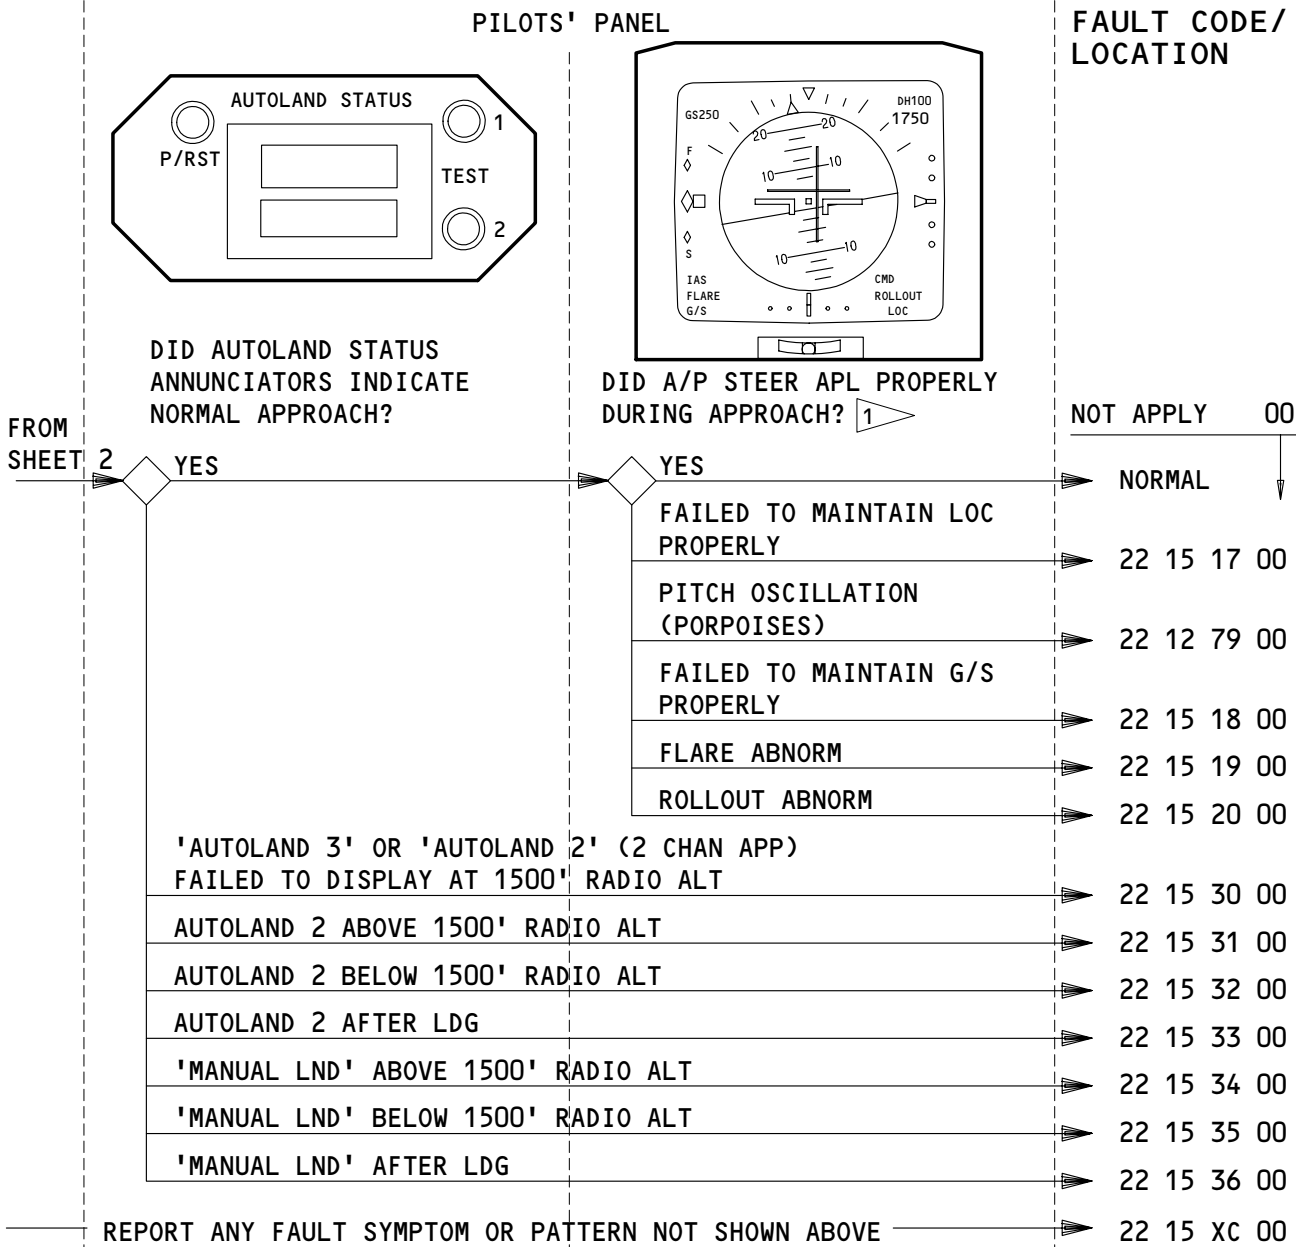 PILOTS' PANEL
FAULT CODE/
LOCATION
AUTOLAND STATUS
P/RST
1
TEST
2
GS250
DH100
1750
20
20
10
10
10
10
F
S
IAS
FLARE
G/S
CMD
ROLLOUT
LOC
DID AUTOLAND STATUS
ANNUNCIATORS INDICATE
NORMAL APPROACH?
DID A/P STEER APL PROPERLY
DURING APPROACH? 1
NOT APPLY 00
FROM
SHEET 2
YES
YES
NORMAL
FAILED TO MAINTAIN LOC
PROPERLY
22 15 17 00
PITCH OSCILLATION
(PORPOISES)
22 12 79 00
FAILED TO MAINTAIN G/S
PROPERLY
22 15 18 00
FLARE ABNORM
22 15 19 00
ROLLOUT ABNORM
22 15 20 00
'AUTOLAND 3' OR 'AUTOLAND 2' (2 CHAN APP)
FAILED TO DISPLAY AT 1500' RADIO ALT
22 15 30 00
AUTOLAND 2 ABOVE 1500' RADIO ALT
22 15 31 00
AUTOLAND 2 BELOW 1500' RADIO ALT
22 15 32 00
AUTOLAND 2 AFTER LDG
22 15 33 00
'MANUAL LND' ABOVE 1500' RADIO ALT
22 15 34 00
'MANUAL LND' BELOW 1500' RADIO ALT
22 15 35 00
'MANUAL LND' AFTER LDG
22 15 36 00
REPORT ANY FAULT SYMPTOM OR PATTERN NOT SHOWN ABOVE
22 15 XC 00